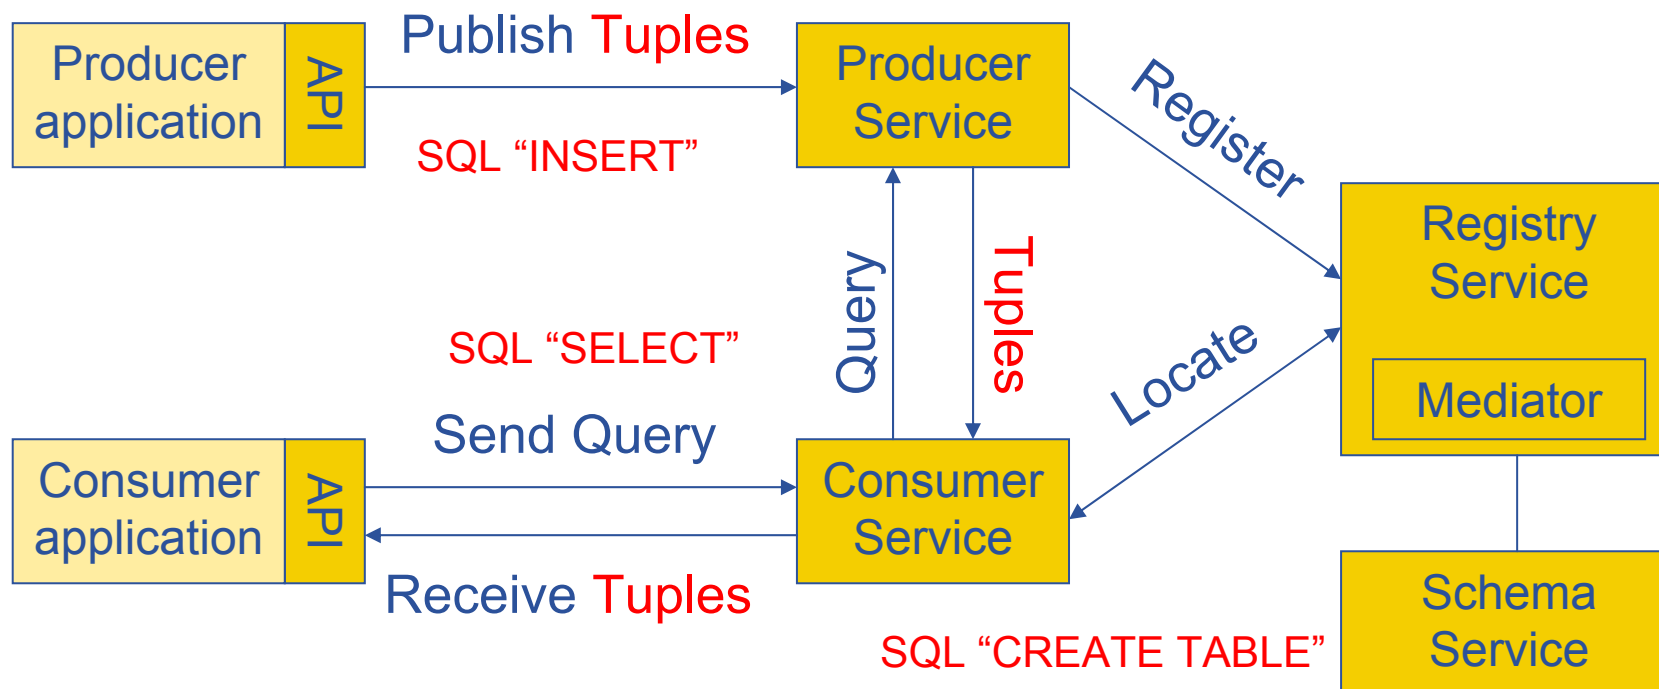 Publish Tuples
Producer
application
API
Producer
Service
SQL “INSERT”
Register
Registry
Service
Mediator
Query
Tuples
SQL “SELECT”
Locate
Send Query
Consumer
application
API
Consumer
Service
Receive Tuples
Schema
Service
SQL “CREATE TABLE”